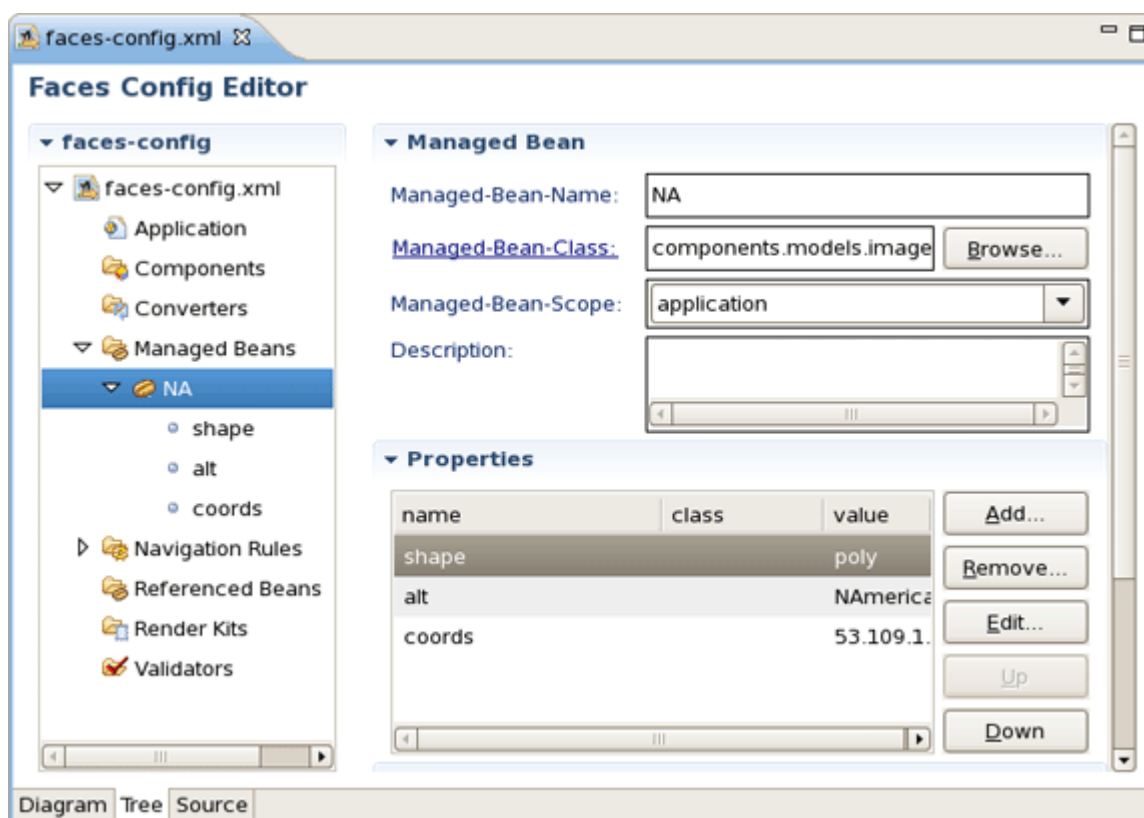 faces-config.xml
Faces Config Editor
faces-config
faces-config.xml
Application
Components
Converters
Managed Beans
NA
shape
alt
coords
Navigation Rules
Referenced Beans
Render Kits
Validators
Managed Bean
Managed-Bean-Name: NA
Managed-Bean-Class: components.models.image Browse...
Managed-Bean-Scope: application
Description:
Properties
name class value
shape poly
alt NAmerica
coords 53.109.1.
Add...
Remove...
Edit...
Up
Down
Diagram Tree Source